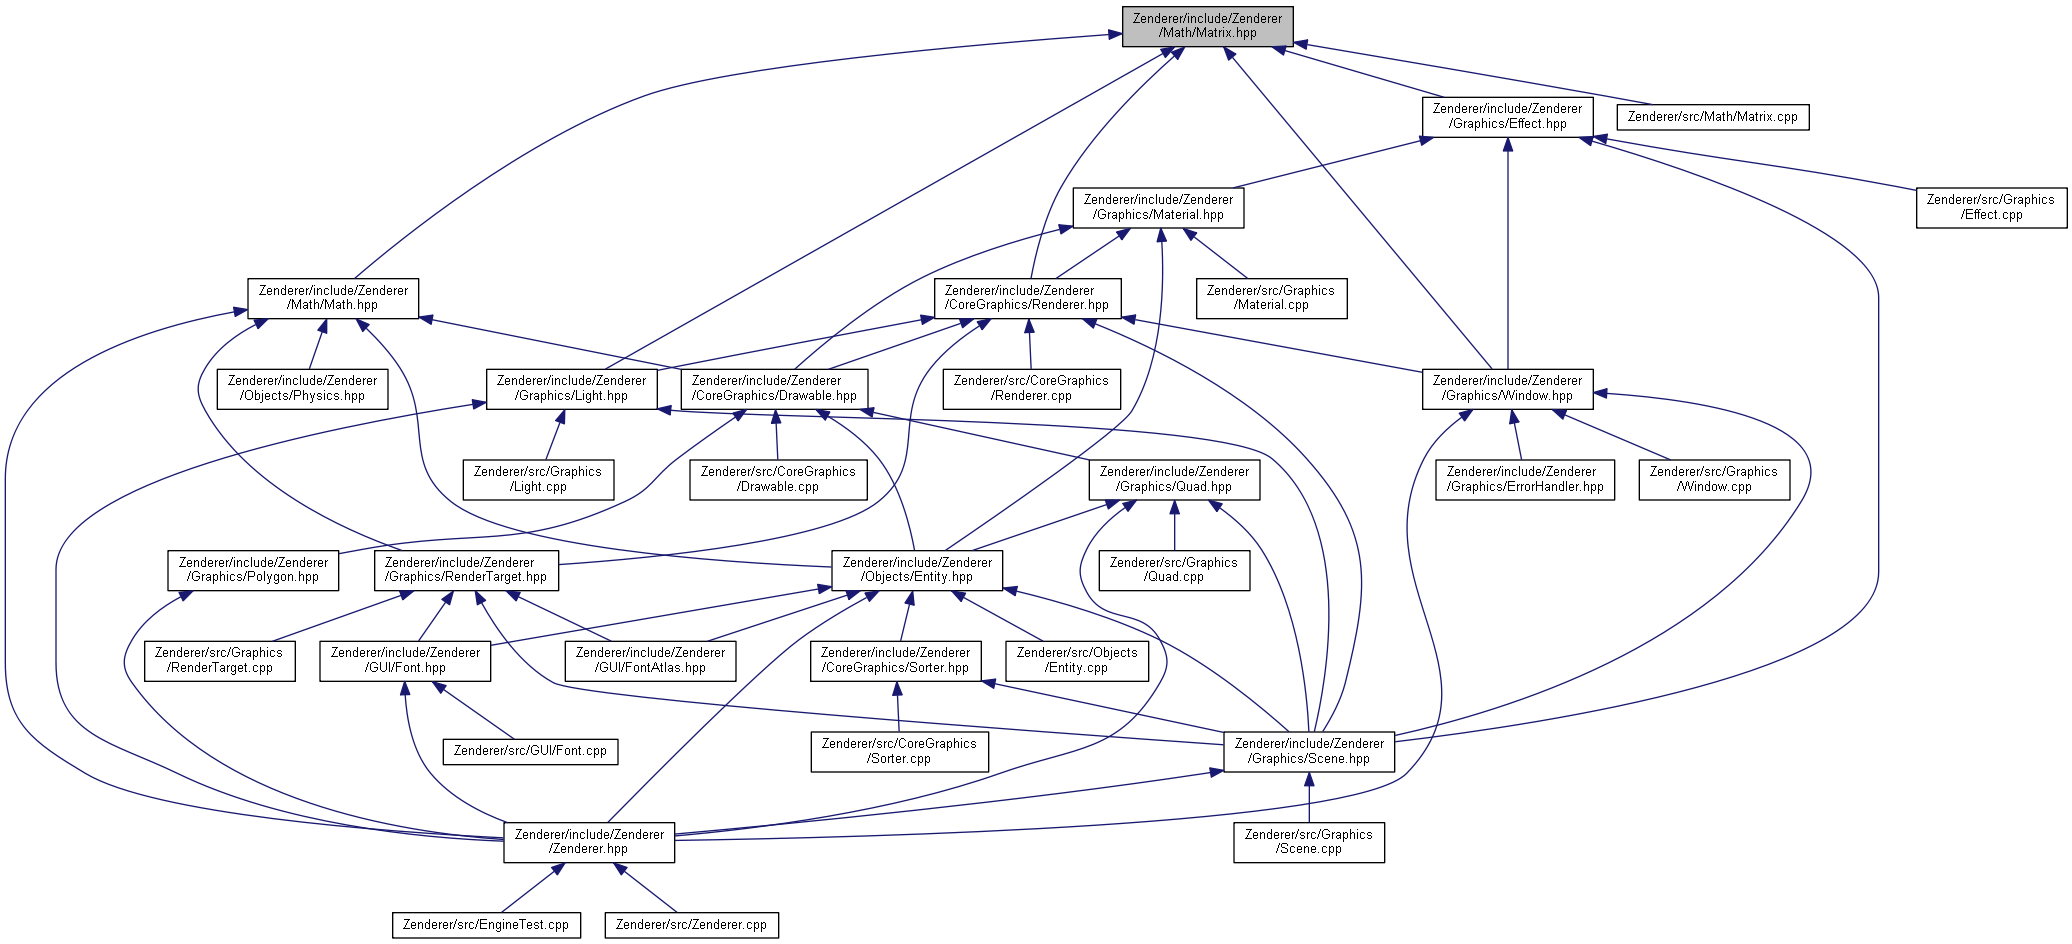 Zenderer/include/Zenderer
/Math/Matrix.hpp
Zenderer/include/Zenderer
/Graphics/Effect.hpp
Zenderer/src/Math/Matrix.cpp
Zenderer/include/Zenderer
/Graphics/Material.hpp
Zenderer/src/Graphics
/Effect.cpp
Zenderer/include/Zenderer
/Math/Math.hpp
Zenderer/include/Zenderer
/CoreGraphics/Renderer.hpp
Zenderer/src/Graphics
/Material.cpp
Zenderer/include/Zenderer
/Objects/Physics.hpp
Zenderer/include/Zenderer
/Graphics/Light.hpp
Zenderer/include/Zenderer
/CoreGraphics/Drawable.hpp
Zenderer/src/CoreGraphics
/Renderer.cpp
Zenderer/include/Zenderer
/Graphics/Window.hpp
Zenderer/src/Graphics
/Light.cpp
Zenderer/src/CoreGraphics
/Drawable.cpp
Zenderer/include/Zenderer
/Graphics/Quad.hpp
Zenderer/include/Zenderer
/Graphics/ErrorHandler.hpp
Zenderer/src/Graphics
/Window.cpp
Zenderer/include/Zenderer
/Graphics/Polygon.hpp
Zenderer/include/Zenderer
/Graphics/RenderTarget.hpp
Zenderer/include/Zenderer
/Objects/Entity.hpp
Zenderer/src/Graphics
/Quad.cpp
Zenderer/src/Graphics
/RenderTarget.cpp
Zenderer/include/Zenderer
/GUI/Font.hpp
Zenderer/include/Zenderer
/GUI/FontAtlas.hpp
Zenderer/include/Zenderer
/CoreGraphics/Sorter.hpp
Zenderer/src/Objects
/Entity.cpp
Zenderer/src/GUI/Font.cpp
Zenderer/src/CoreGraphics
/Sorter.cpp
Zenderer/include/Zenderer
/Graphics/Scene.hpp
Zenderer/include/Zenderer
/Zenderer.hpp
Zenderer/src/Graphics
/Scene.cpp
Zenderer/src/EngineTest.cpp
Zenderer/src/Zenderer.cpp